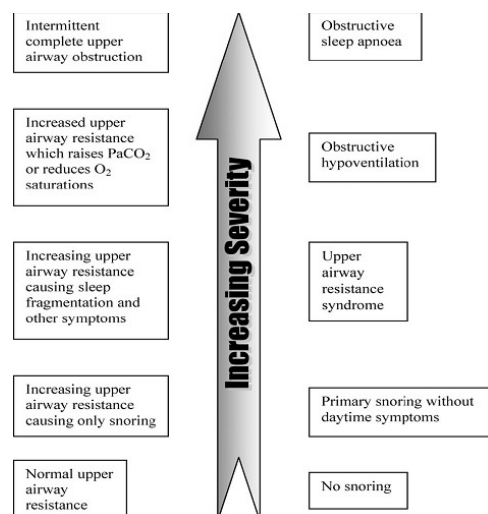 Intermittent
complete upper
airway obstruction
Obstructive
sleep apnoea
Increased upper
airway resistance
which raises PaCO₂
or reduces O₂
saturations
Obstructive
hypoventilation
Increasing Severity
Increasing upper
airway resistance
causing sleep
fragmentation and
other symptoms
Upper
airway
resistance
syndrome
Increasing upper
airway resistance
causing only snoring
Primary snoring without
daytime symptoms
Normal upper
airway
resistance
No snoring